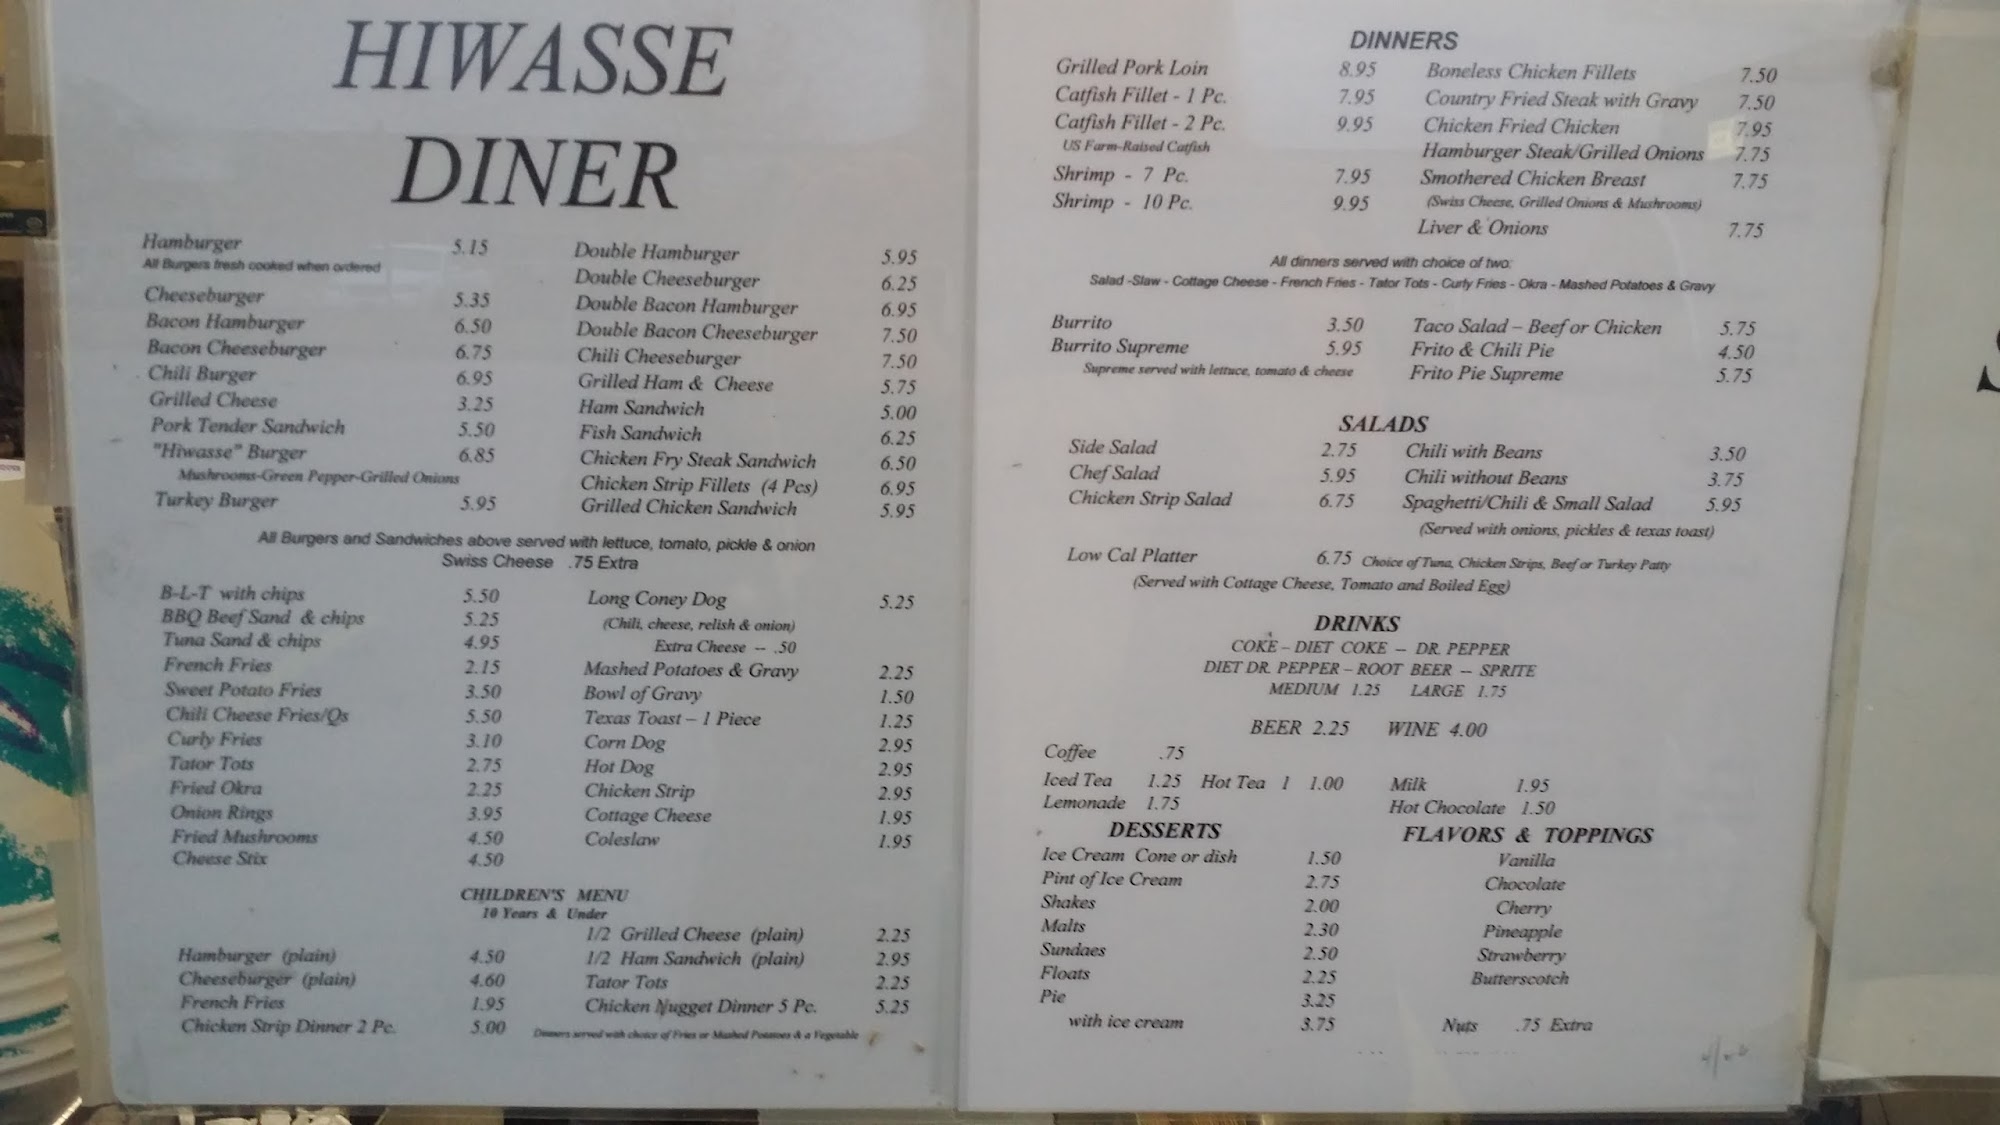 HIWASSE
DINER
Hamburger 5.15
All Burgers fresh cooked when ordered
Cheeseburger 5.35
Bacon Hamburger 6.50
Bacon Cheeseburger 6.75
Chili Burger 6.95
Grilled Cheese 3.25
Pork Tender Sandwich 5.50
"Hiwasse" Burger 6.85
Mushrooms-Green Pepper-Grilled Onions
Turkey Burger 5.95
Double Hamburger 5.95
Double Cheeseburger 6.25
Double Bacon Hamburger 6.95
Double Bacon Cheeseburger 7.50
Chili Cheeseburger 7.50
Grilled Ham & Cheese 5.75
Ham Sandwich 5.00
Fish Sandwich 6.25
Chicken Fry Steak Sandwich 6.50
Chicken Strip Fillets (4 Pcs) 6.95
Grilled Chicken Sandwich 5.95
All Burgers and Sandwiches above served with lettuce, tomato, pickle & onion
Swiss Cheese .75 Extra
B-L-T with chips 5.50
BBQ Beef Sand & chips 5.25
Tuna Sand & chips 4.95
French Fries 2.15
Sweet Potato Fries 3.50
Chili Cheese Fries/Qs 5.50
Curly Fries 3.10
Tator Tots 2.75
Fried Okra 2.25
Onion Rings 3.95
Fried Mushrooms 4.50
Cheese Stix 4.50
Long Coney Dog 5.25
(Chili, cheese, relish & onion)
Extra Cheese -- .50
Mashed Potatoes & Gravy 2.25
Bowl of Gravy 1.50
Texas Toast – 1 Piece 1.25
Corn Dog 2.95
Hot Dog 2.95
Chicken Strip 2.95
Cottage Cheese 1.95
Coleslaw 1.95
CHILDREN'S MENU
10 Years & Under
Hamburger (plain) 4.50
Cheeseburger (plain) 4.60
French Fries 1.95
Chicken Strip Dinner 2 Pc. 5.00
1/2 Grilled Cheese (plain) 2.25
1/2 Ham Sandwich (plain) 2.95
Tator Tots 2.25
Chicken Nugget Dinner 5 Pc. 5.25
Dinners served with choice of Fries or Mashed Potatoes & a Vegetable
DINNERS
Grilled Pork Loin 8.95
Catfish Fillet - 1 Pc. 7.95
Catfish Fillet - 2 Pc. 9.95
US Farm-Raised Catfish
Shrimp - 7 Pc. 7.95
Shrimp - 10 Pc. 9.95
Boneless Chicken Fillets 7.50
Country Fried Steak with Gravy 7.50
Chicken Fried Chicken 7.95
Hamburger Steak/Grilled Onions 7.75
Smothered Chicken Breast 7.75
(Swiss Cheese, Grilled Onions & Mushrooms)
Liver & Onions 7.75
All dinners served with choice of two:
Salad -Slaw - Cottage Cheese - French Fries - Tator Tots - Curly Fries - Okra - Mashed Potatoes & Gravy
Burrito 3.50
Burrito Supreme 5.95
Supreme served with lettuce, tomato & cheese
Taco Salad – Beef or Chicken 5.75
Frito & Chili Pie 4.50
Frito Pie Supreme 5.75
SALADS
Side Salad 2.75
Chef Salad 5.95
Chicken Strip Salad 6.75
Chili with Beans 3.50
Chili without Beans 3.75
Spaghetti/Chili & Small Salad 5.95
(Served with onions, pickles & texas toast)
Low Cal Platter 6.75 Choice of Tuna, Chicken Strips, Beef or Turkey Patty
(Served with Cottage Cheese, Tomato and Boiled Egg)
DRINKS
COKE – DIET COKE -- DR. PEPPER
DIET DR. PEPPER – ROOT BEER -- SPRITE
MEDIUM 1.25 LARGE 1.75
BEER 2.25 WINE 4.00
Coffee .75
Iced Tea 1.25 Hot Tea 1 1.00 Milk 1.95
Lemonade 1.75 Hot Chocolate 1.50
DESSERTS
Ice Cream Cone or dish 1.50
Pint of Ice Cream 2.75
Shakes 2.00
Malts 2.30
Sundaes 2.50
Floats 2.25
Pie 3.25
with ice cream 3.75
FLAVORS & TOPPINGS
Vanilla
Chocolate
Cherry
Pineapple
Strawberry
Butterscotch
Nuts .75 Extra